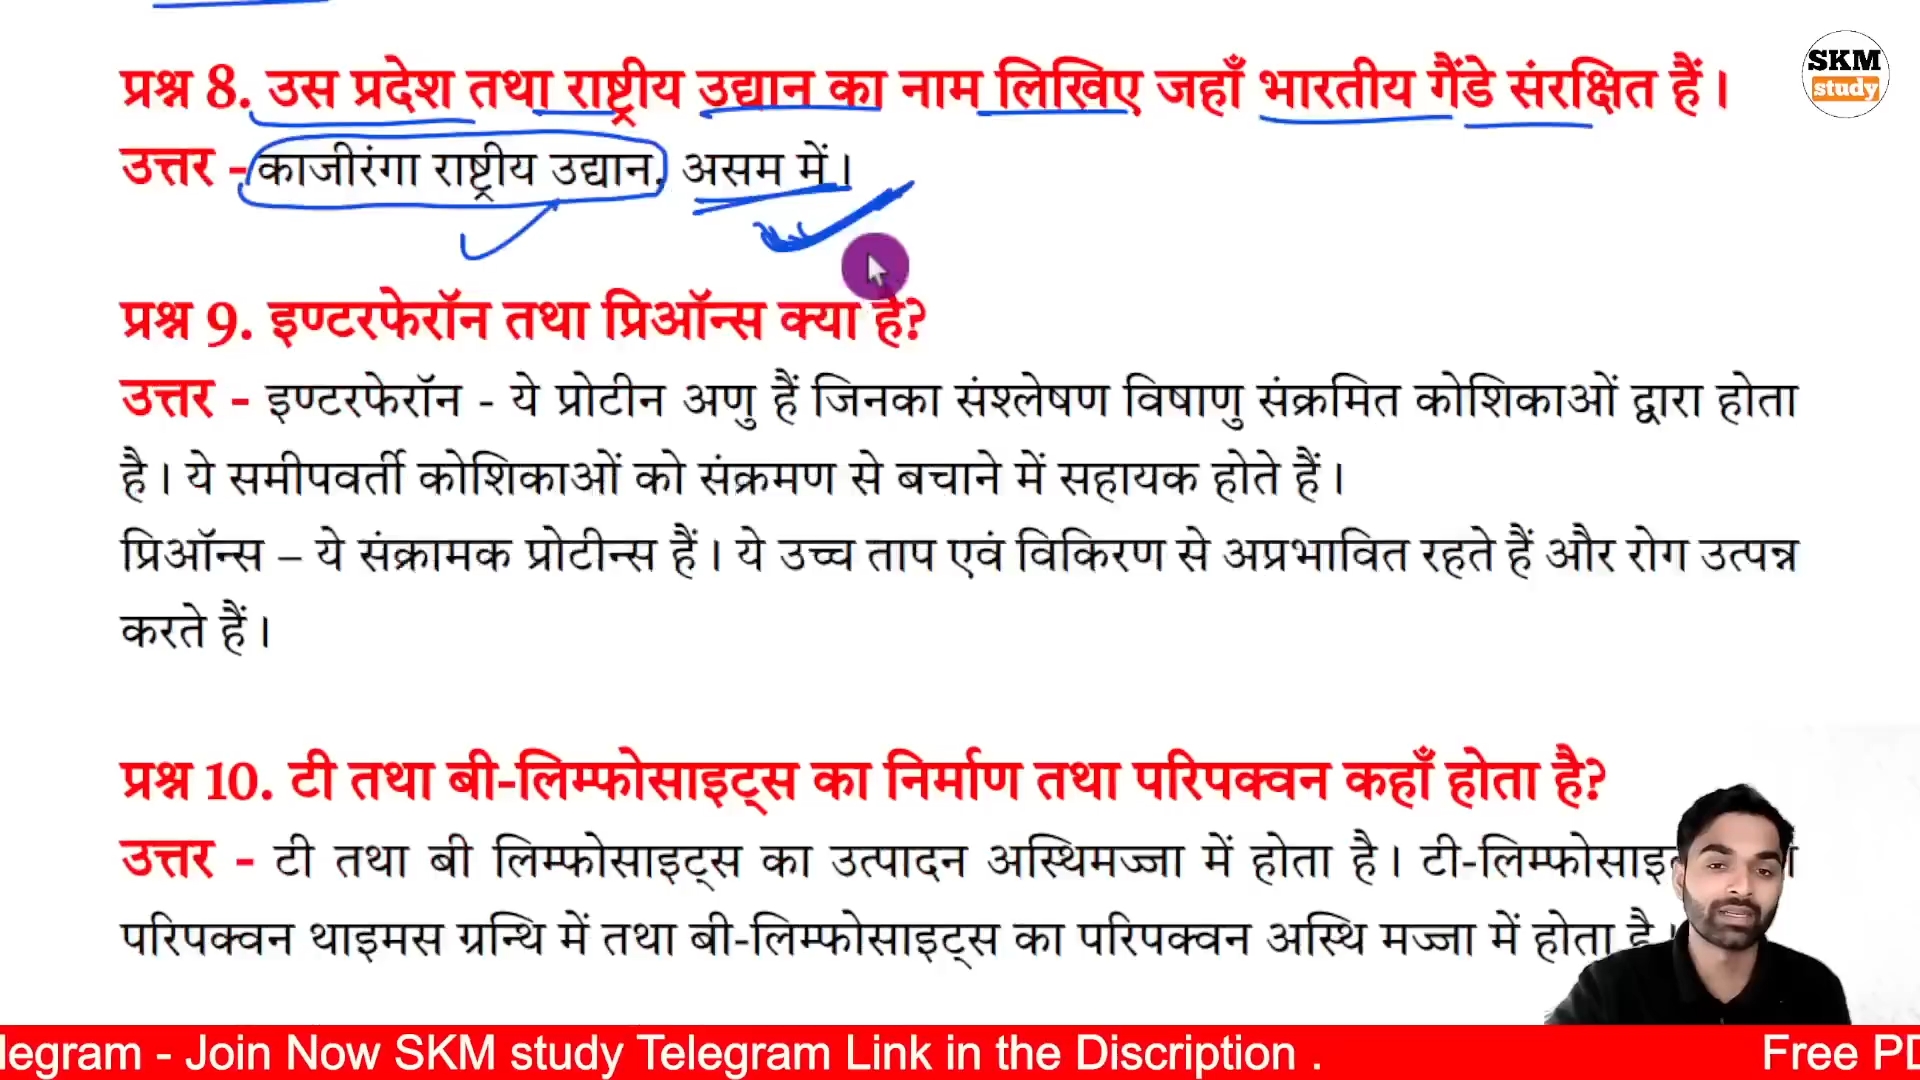 SKM
study
प्रश्न 8. उस प्रदेश तथा राष्ट्रीय उद्यान का नाम लिखिए जहाँ भारतीय गैंडे संरक्षित हैं।
उत्तर - काजीरंगा राष्ट्रीय उद्यान, असम में।
प्रश्न 9. इण्टरफेरॉन तथा प्रिऑन्स क्या है?
उत्तर - इण्टरफेरॉन - ये प्रोटीन अणु हैं जिनका संश्लेषण विषाणु संक्रमित कोशिकाओं द्वारा होता
है। ये समीपवर्ती कोशिकाओं को संक्रमण से बचाने में सहायक होते हैं।
प्रिऑन्स – ये संक्रामक प्रोटीन्स हैं। ये उच्च ताप एवं विकिरण से अप्रभावित रहते हैं और रोग उत्पन्न
करते हैं।
प्रश्न 10. टी तथा बी-लिम्फोसाइट्स का निर्माण तथा परिपक्वन कहाँ होता है?
उत्तर - टी तथा बी लिम्फोसाइट्स का उत्पादन अस्थिमज्जा में होता है। टी-लिम्फोसाइ
परिपक्वन थाइमस ग्रन्थि में तथा बी-लिम्फोसाइट्स का परिपक्वन अस्थि मज्जा में होता है।
legram - Join Now SKM study Telegram Link in the Discription . Free PD